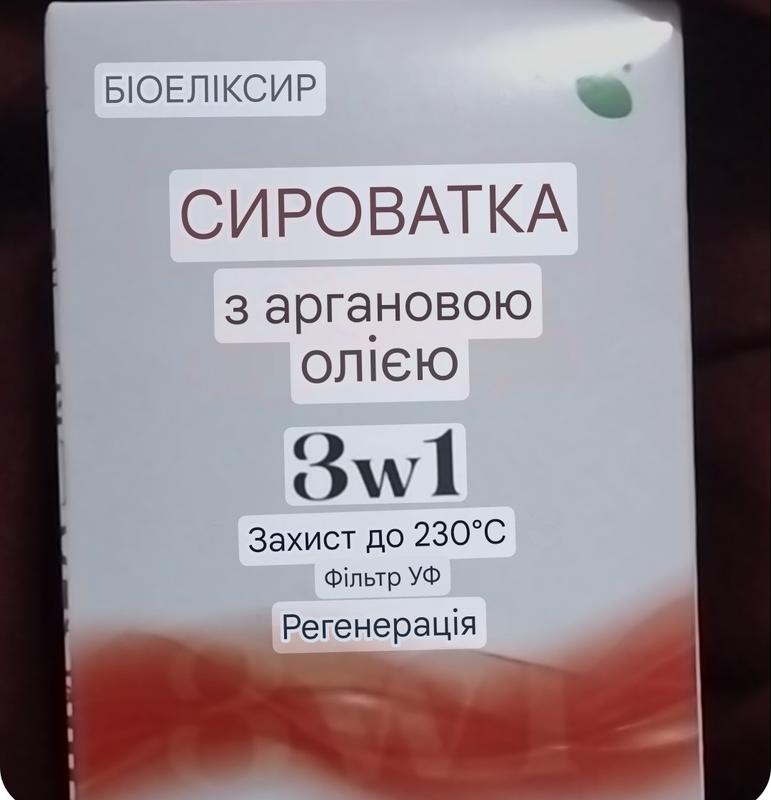 БІОЕЛІКСИР
СИРОВАТКА
з аргановою
олією
3w1
Захист до 230°C
Фільтр УФ
Регенерація